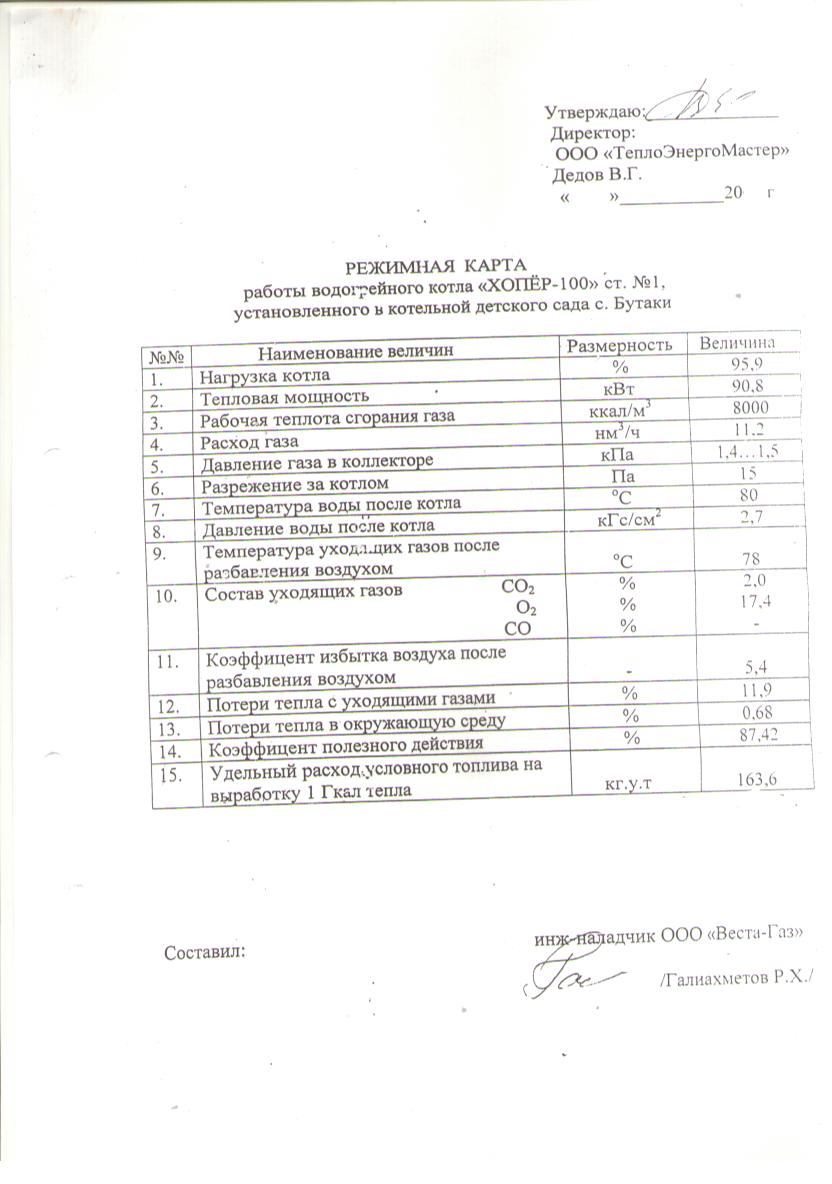 Утверждаю:______________
Директор:
ООО «ТеплоЭнергоМастер»
Дедов В.Г.
« »___________20 г
РЕЖИМНАЯ КАРТА
работы водогрейного котла «ХОПЁР-100» ст. №1,
установленного в котельной детского сада с. Бутаки
№№ Наименование величин Размерность Величина
1. Нагрузка котла % 95,9
2. Тепловая мощность кВт 90,8
3. Рабочая теплота сгорания газа ккал/м³ 8000
4. Расход газа нм³/ч 11,2
5. Давление газа в коллекторе кПа 1,4…1,5
6. Разрежение за котлом Па 15
7. Температура воды после котла °С 80
8. Давление воды после котла кГс/см² 2,7
9. Температура уходящих газов после
разбавления воздухом °С 78
10. Состав уходящих газов СО₂ % 2,0
О₂ % 17,4
СО % -
11. Коэффицент избытка воздуха после
разбавления воздухом - 5,4
12. Потери тепла с уходящими газами % 11,9
13. Потери тепла в окружающую среду % 0,68
14. Коэффицент полезного действия % 87,42
15. Удельный расход условного топлива на
выработку 1 Гкал тепла кг.у.т 163,6
Составил: инж-наладчик ООО «Веста-Газ»
/Галиахметов Р.Х./